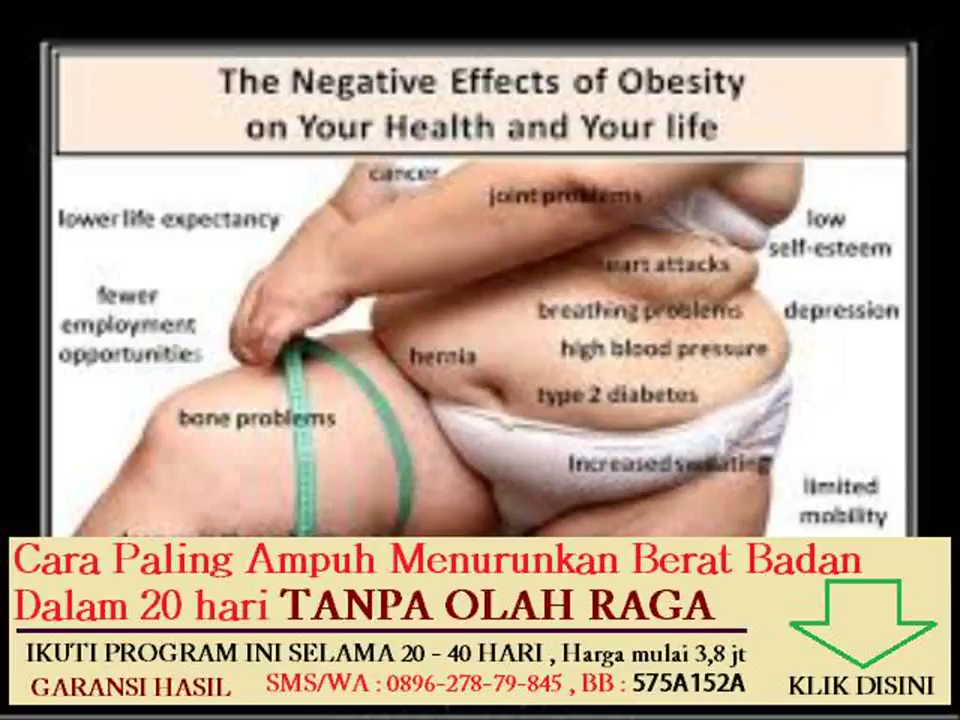 The Negative Effects of Obesity
on Your Health and Your life
cancer
joint problems
lower life expectancy
low
self-esteem
heart attacks
fewer
employment
opportunities
breathing problems
depression
hernia
high blood pressure
type 2 diabetes
bone problems
Increased sweating
limited
mobility
Cara Paling Ampuh Menurunkan Berat Badan
Dalam 20 hari TANPA OLAH RAGA
IKUTI PROGRAM INI SELAMA 20 - 40 HARI , Harga mulai 3,8 jt
GARANSI HASIL SMS/WA : 0896-278-79-845 , BB : 575A152A
KLIK DISINI